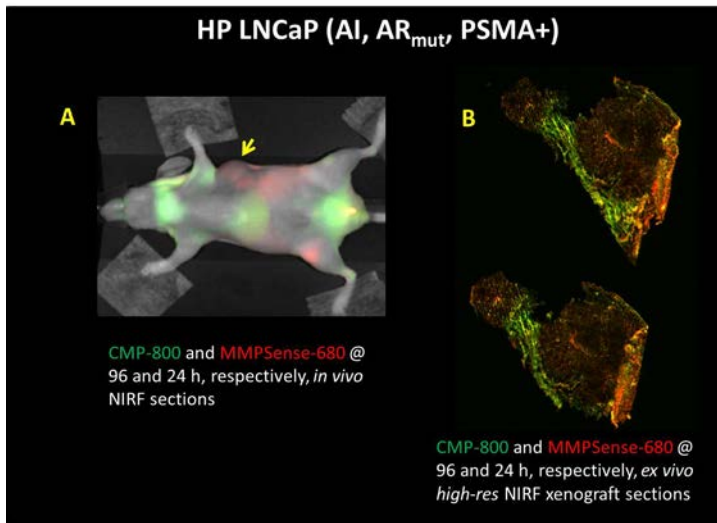 HP LNCaP (AI, ARmut, PSMA+)
A
B
CMP-800 and MMPSense-680 @
96 and 24 h, respectively, in vivo
NIRF sections
CMP-800 and MMPSense-680 @
96 and 24 h, respectively, ex vivo
high-res NIRF xenograft sections